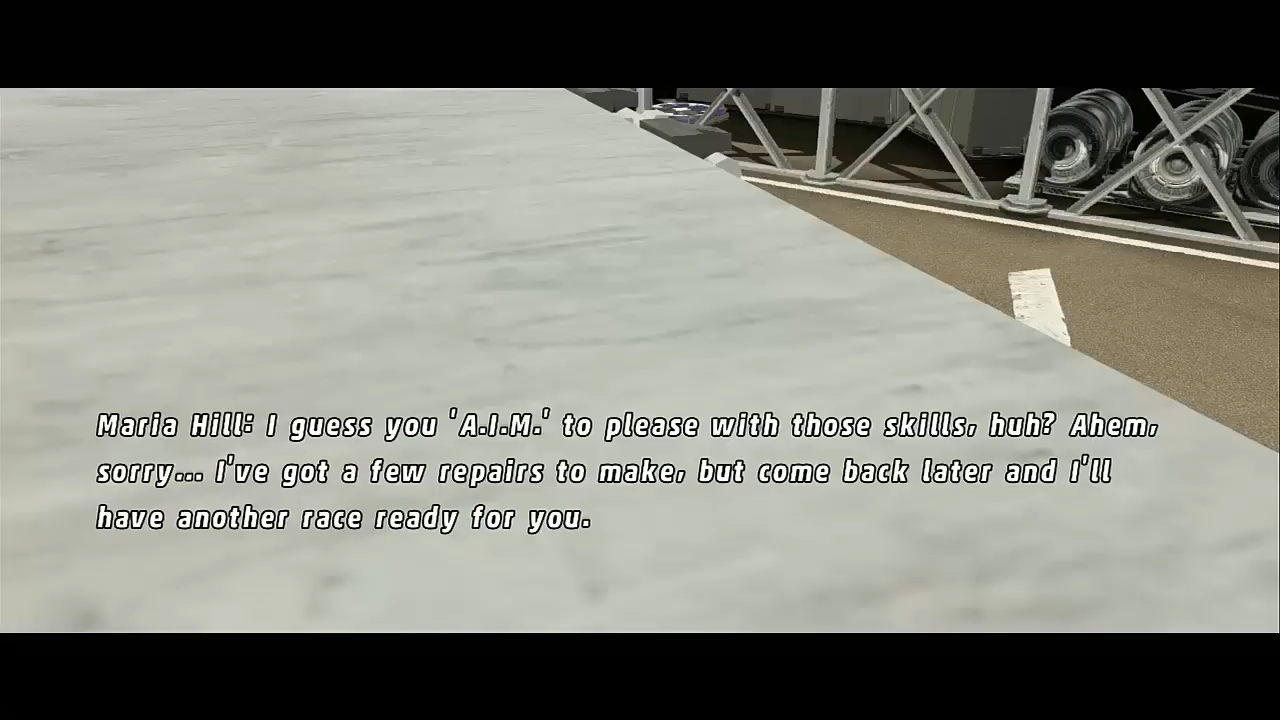 Maria Hill: I guess you 'A.I.M.' to please with those skills, huh? Ahem,
sorry... I've got a few repairs to make, but come back later and I'll
have another race ready for you.